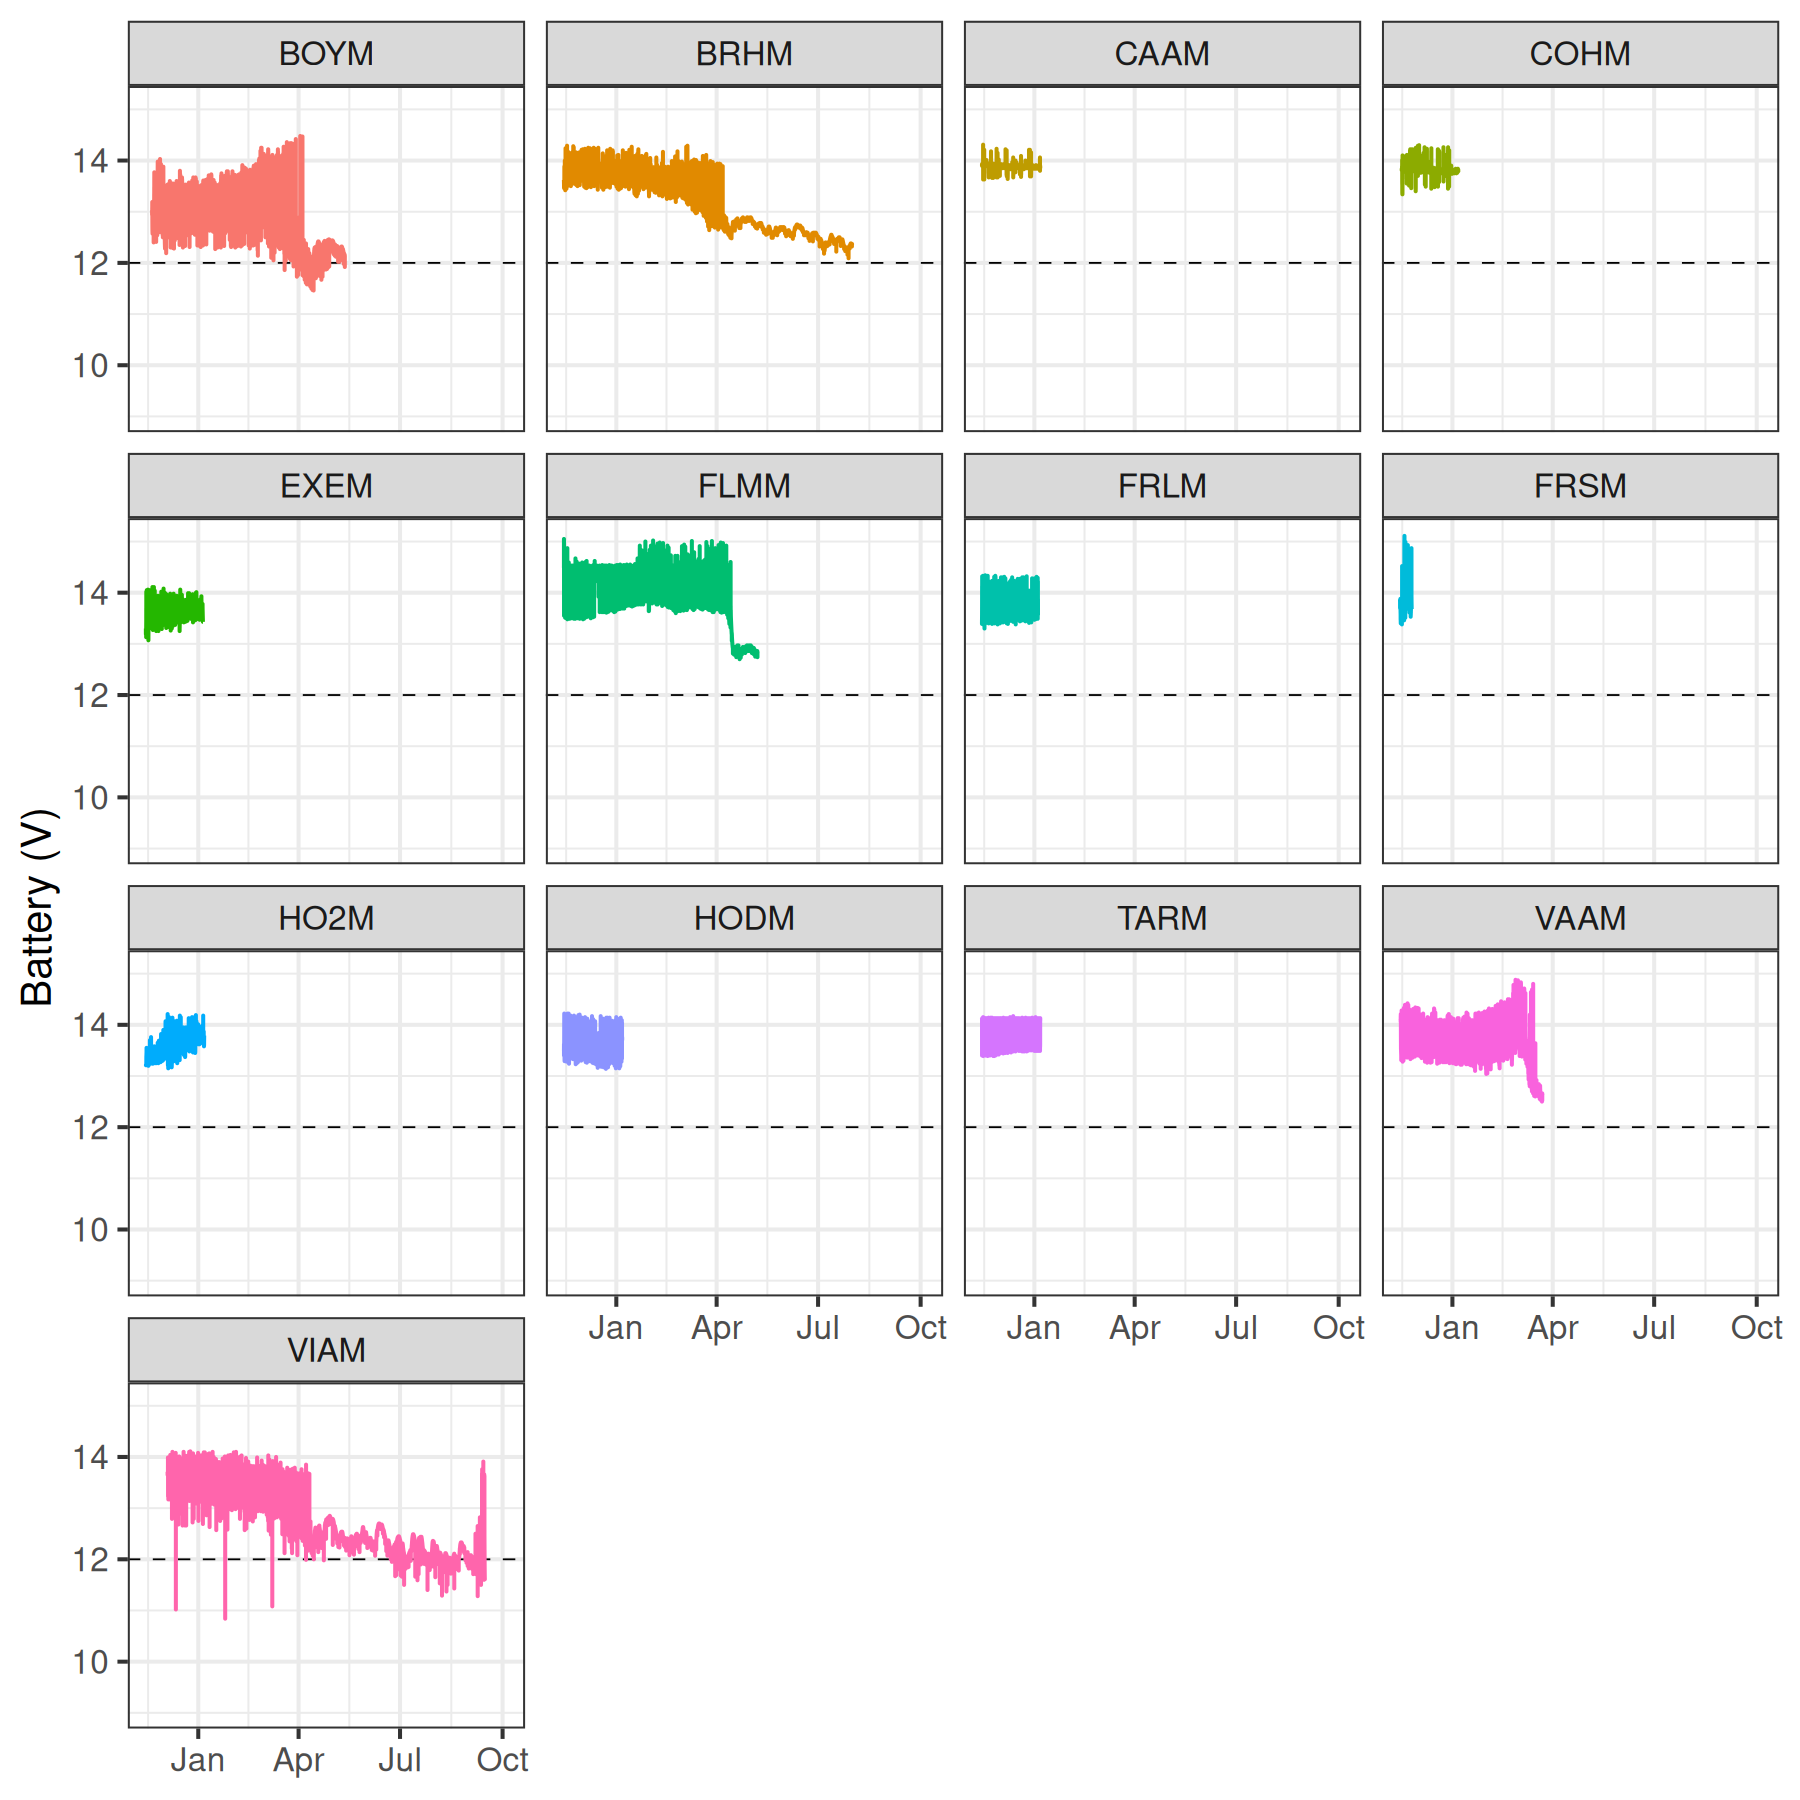 BOYM BRHM CAAM COHM
14
12
10
EXEM FLMM FRLM FRSM
14
12
10
Battery (V)
HO2M HODM TARM VAAM
14
12
10
Jan Apr Jul Oct Jan Apr Jul Oct Jan Apr Jul Oct
VIAM
14
12
10
Jan Apr Jul Oct